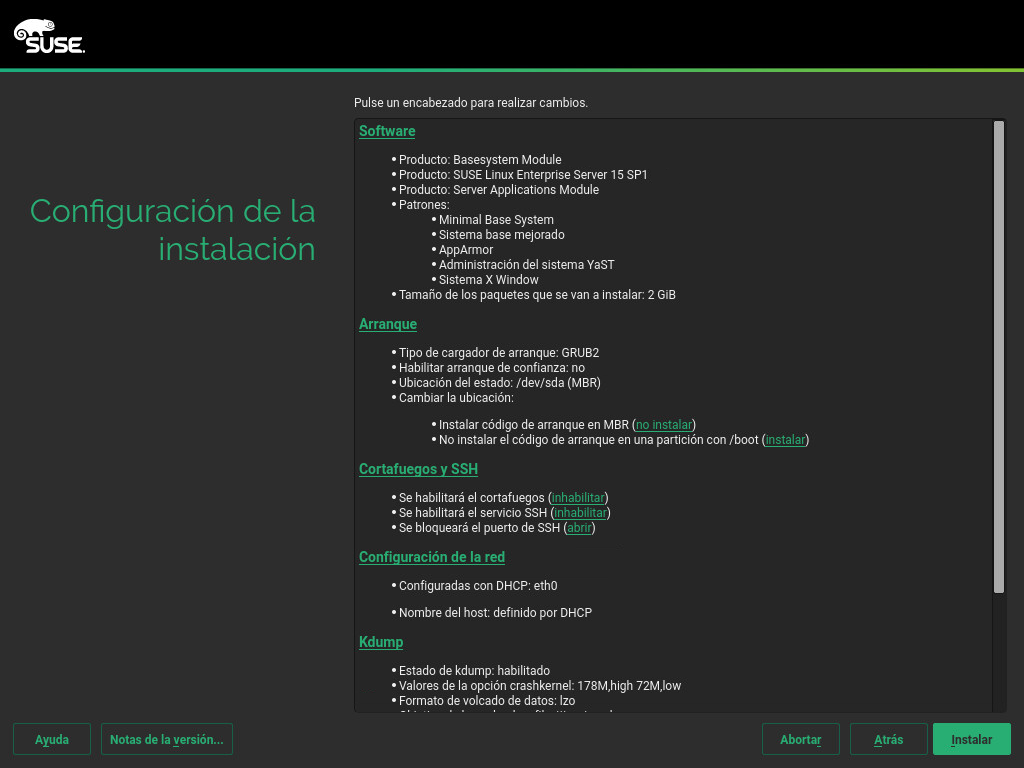 SUSE
Pulse un encabezado para realizar cambios.
Configuración de la
instalación
Software
• Producto: Basesystem Module
• Producto: SUSE Linux Enterprise Server 15 SP1
• Producto: Server Applications Module
• Patrones:
• Minimal Base System
• Sistema base mejorado
• AppArmor
• Administración del sistema YaST
• Sistema X Window
• Tamaño de los paquetes que se van a instalar: 2 GiB
Arranque
• Tipo de cargador de arranque: GRUB2
• Habilitar arranque de confianza: no
• Ubicación del estado: /dev/sda (MBR)
• Cambiar la ubicación:
• Instalar código de arranque en MBR (no instalar)
• No instalar el código de arranque en una partición con /boot (instalar)
Cortafuegos y SSH
• Se habilitará el cortafuegos (inhabilitar)
• Se habilitará el servicio SSH (inhabilitar)
• Se bloqueará el puerto de SSH (abrir)
Configuración de la red
• Configuradas con DHCP: eth0
• Nombre del host: definido por DHCP
Kdump
• Estado de kdump: habilitado
• Valores de la opción crashkernel: 178M,high 72M,low
• Formato de volcado de datos: lzo
Ayuda
Notas de la versión...
Abortar
Atrás
Instalar